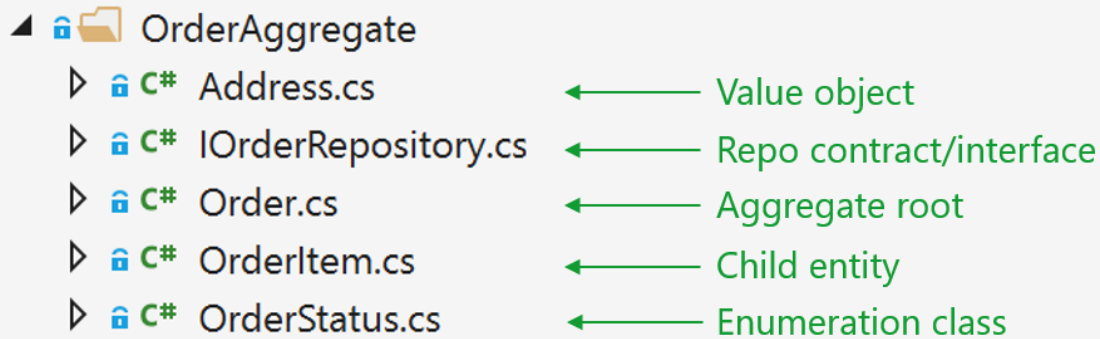 OrderAggregate
C# Address.cs Value object
C# IOrderRepository.cs Repo contract/interface
C# Order.cs Aggregate root
C# OrderItem.cs Child entity
C# OrderStatus.cs Enumeration class